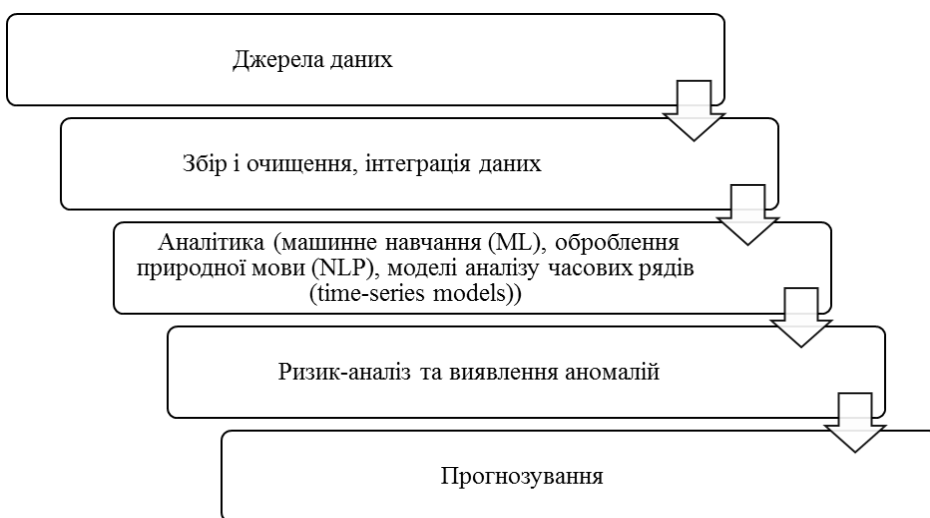 Джерела даних
Збір і очищення, інтеграція даних
Аналітика (машинне навчання (ML), оброблення
природної мови (NLP), моделі аналізу часових рядів
(time-series models))
Ризик-аналіз та виявлення аномалій
Прогнозування